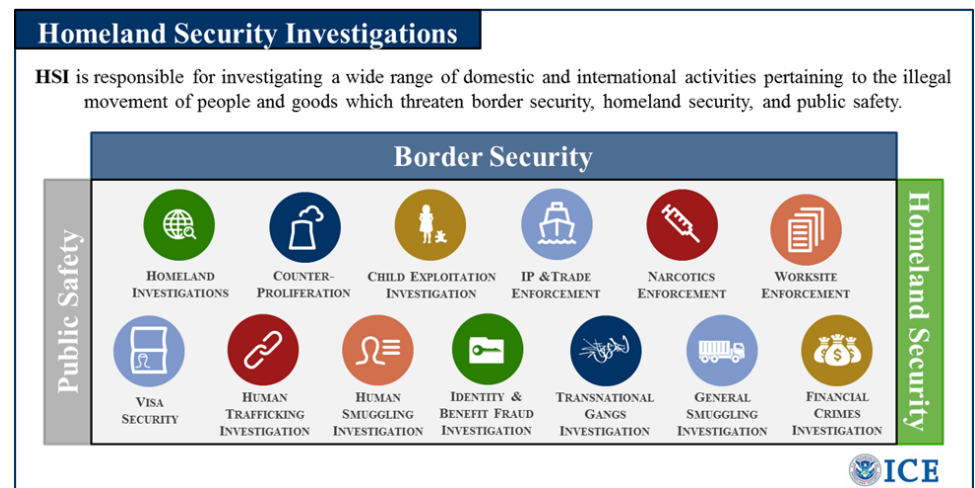 Homeland Security Investigations
HSI is responsible for investigating a wide range of domestic and international activities pertaining to the illegal
movement of people and goods which threaten border security, homeland security, and public safety.
Border Security
Public Safety
HOMELAND
INVESTIGATIONS
COUNTER-
PROLIFERATION
CHILD EXPLOITATION
INVESTIGATION
IP &TRADE
ENFORCEMENT
NARCOTICS
ENFORCEMENT
WORKSITE
ENFORCEMENT
VISA
SECURITY
HUMAN
TRAFFICKING
INVESTIGATION
HUMAN
SMUGGLING
INVESTIGATION
IDENTITY &
BENEFIT FRAUD
INVESTIGATION
TRANSNATIONAL
GANGS
INVESTIGATION
GENERAL
SMUGGLING
INVESTIGATION
FINANCIAL
CRIMES
INVESTIGATION
Homeland Security
ICE